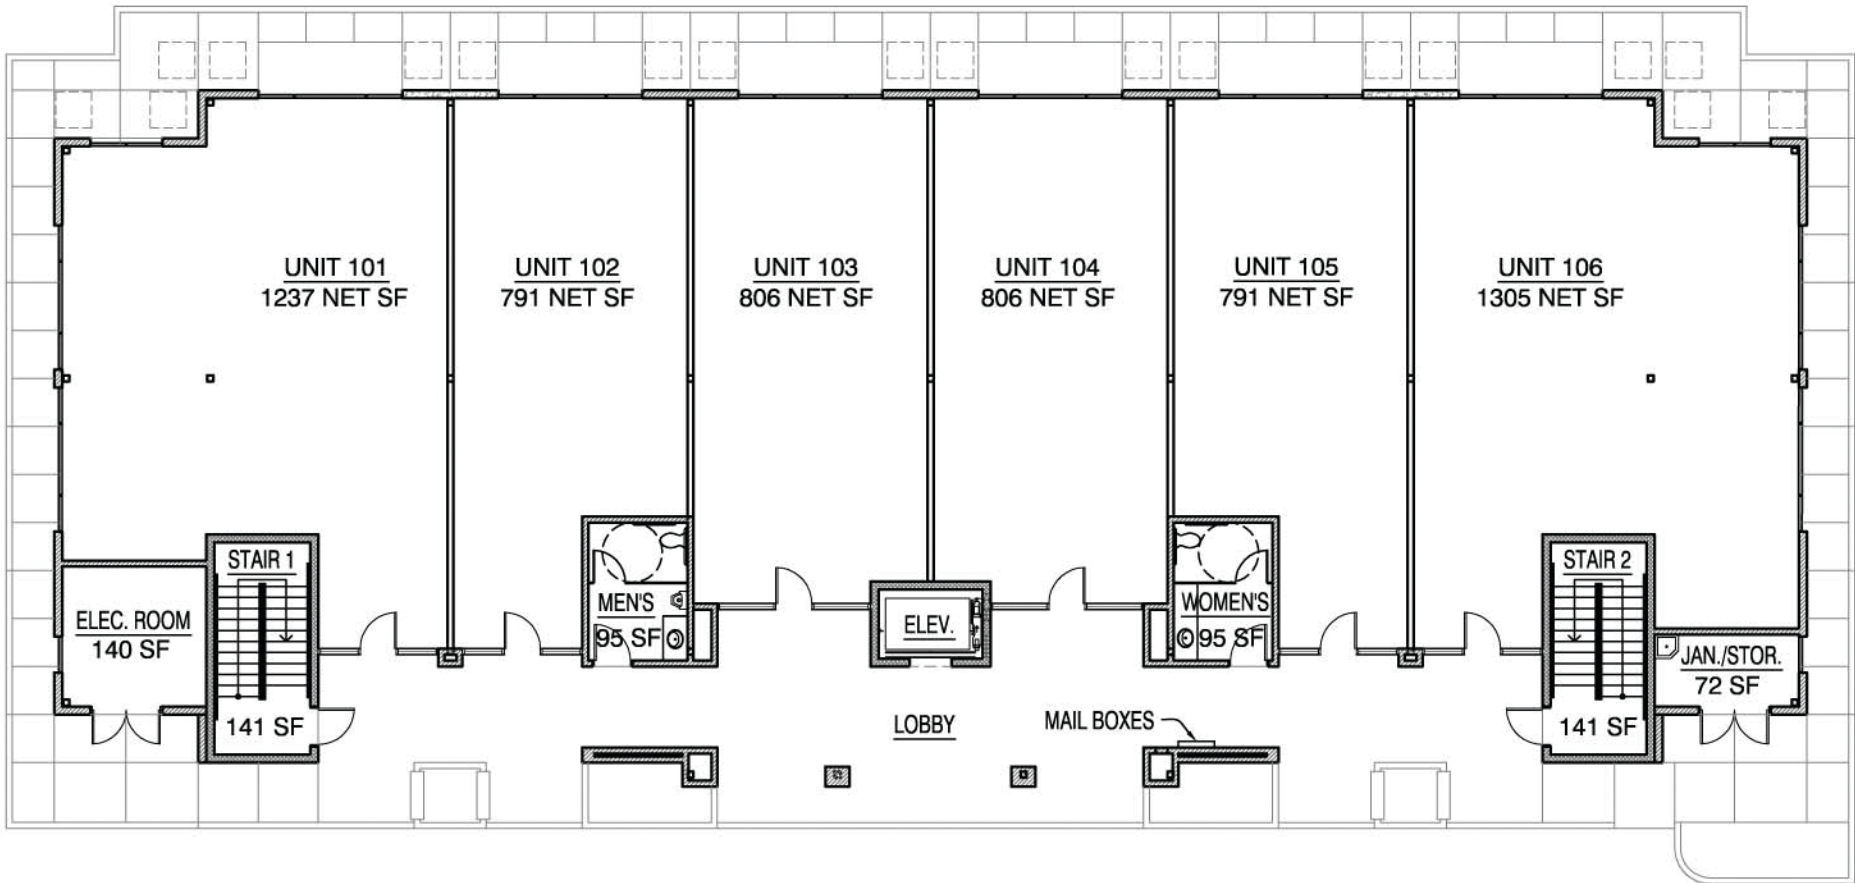 UNIT 101
1237 NET SF
UNIT 102
791 NET SF
UNIT 103
806 NET SF
UNIT 104
806 NET SF
UNIT 105
791 NET SF
UNIT 106
1305 NET SF
STAIR 1
ELEC. ROOM
140 SF
141 SF
MEN'S
95 SF
ELEV.
WOMEN'S
95 SF
STAIR 2
JAN./STOR.
72 SF
141 SF
LOBBY
MAIL BOXES